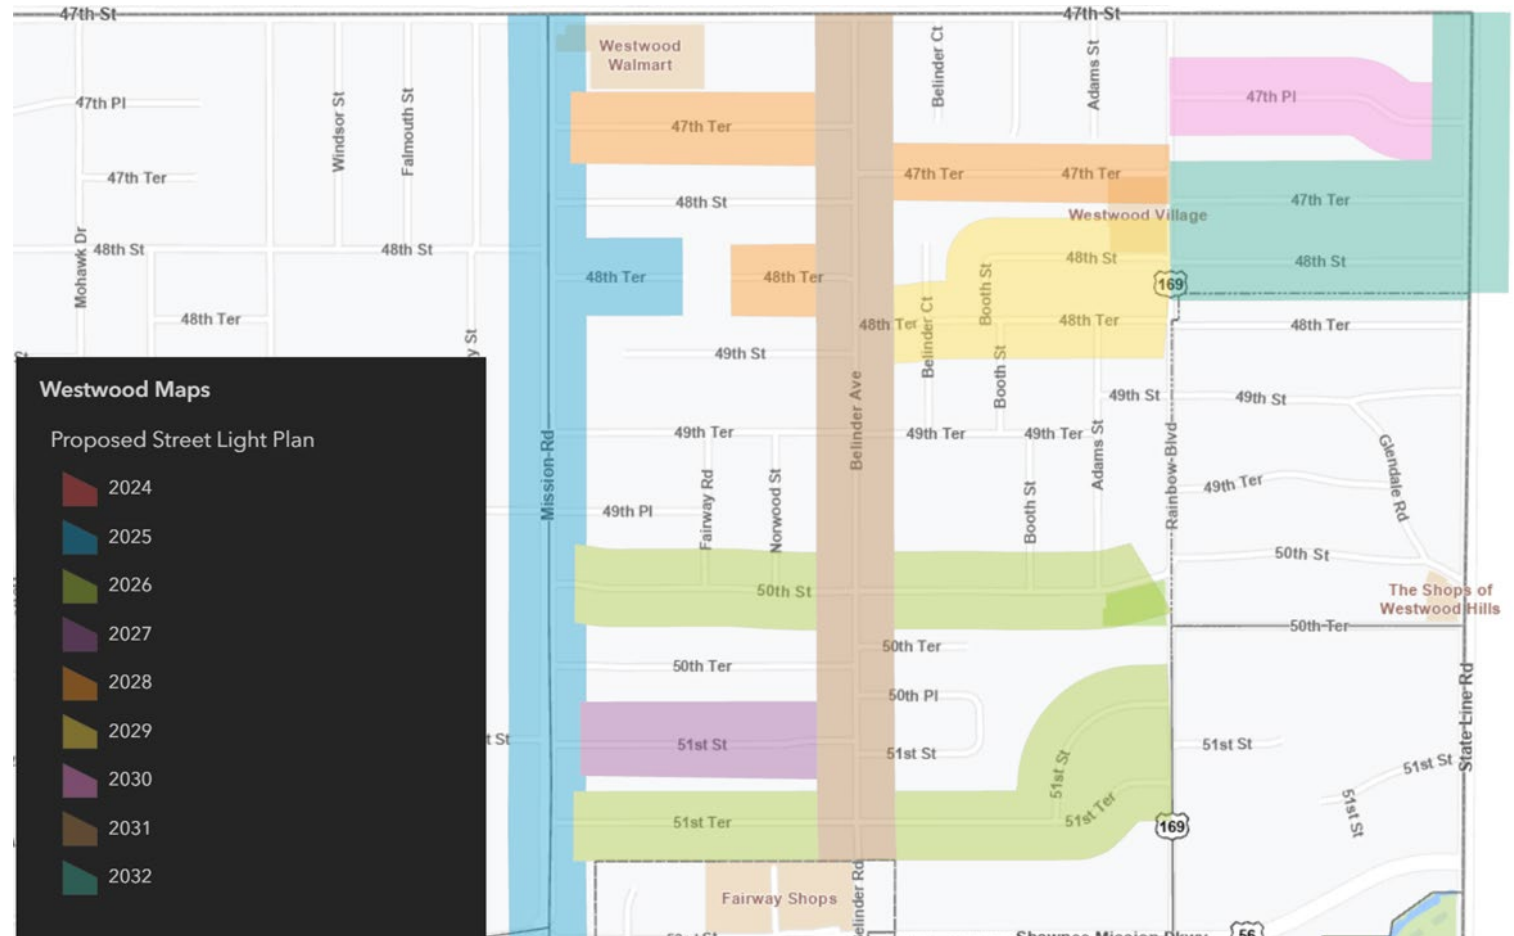 47th St
47th St
Westwood
Walmart
Belinder Ct
Adams St
47th Pl
47th Pl
Windsor St
Falmouth St
47th Ter
47th Ter
47th Ter
47th Ter
47th Ter
48th St
Westwood Village
Mohawk Dr
48th St
48th St
48th St
48th St
48th Ter
48th Ter
Booth St
169
48th Ter
48th Ter
48th Ter
48th Ter
Belinder Ct
y St
49th St
Booth St
Westwood Maps
Proposed Street Light Plan
2024
2025
2026
2027
2028
2029
2030
2031
2032
49th St
49th St
Belinder Ave
49th Ter
49th Ter
49th Ter
Adams St
Mission Rd
Rainbow Blvd
Glendale Rd
49th Ter
Fairway Rd
Norwood St
Booth St
49th Pl
50th St
50th St
The Shops of
Westwood Hills
50th Ter
50th Ter
50th Ter
50th Pl
State Line Rd
t St
51st St
51st St
51st St
51st St
51st St
51st St
51st Ter
51st Ter
169
Fairway Shops
elinder Rd
56